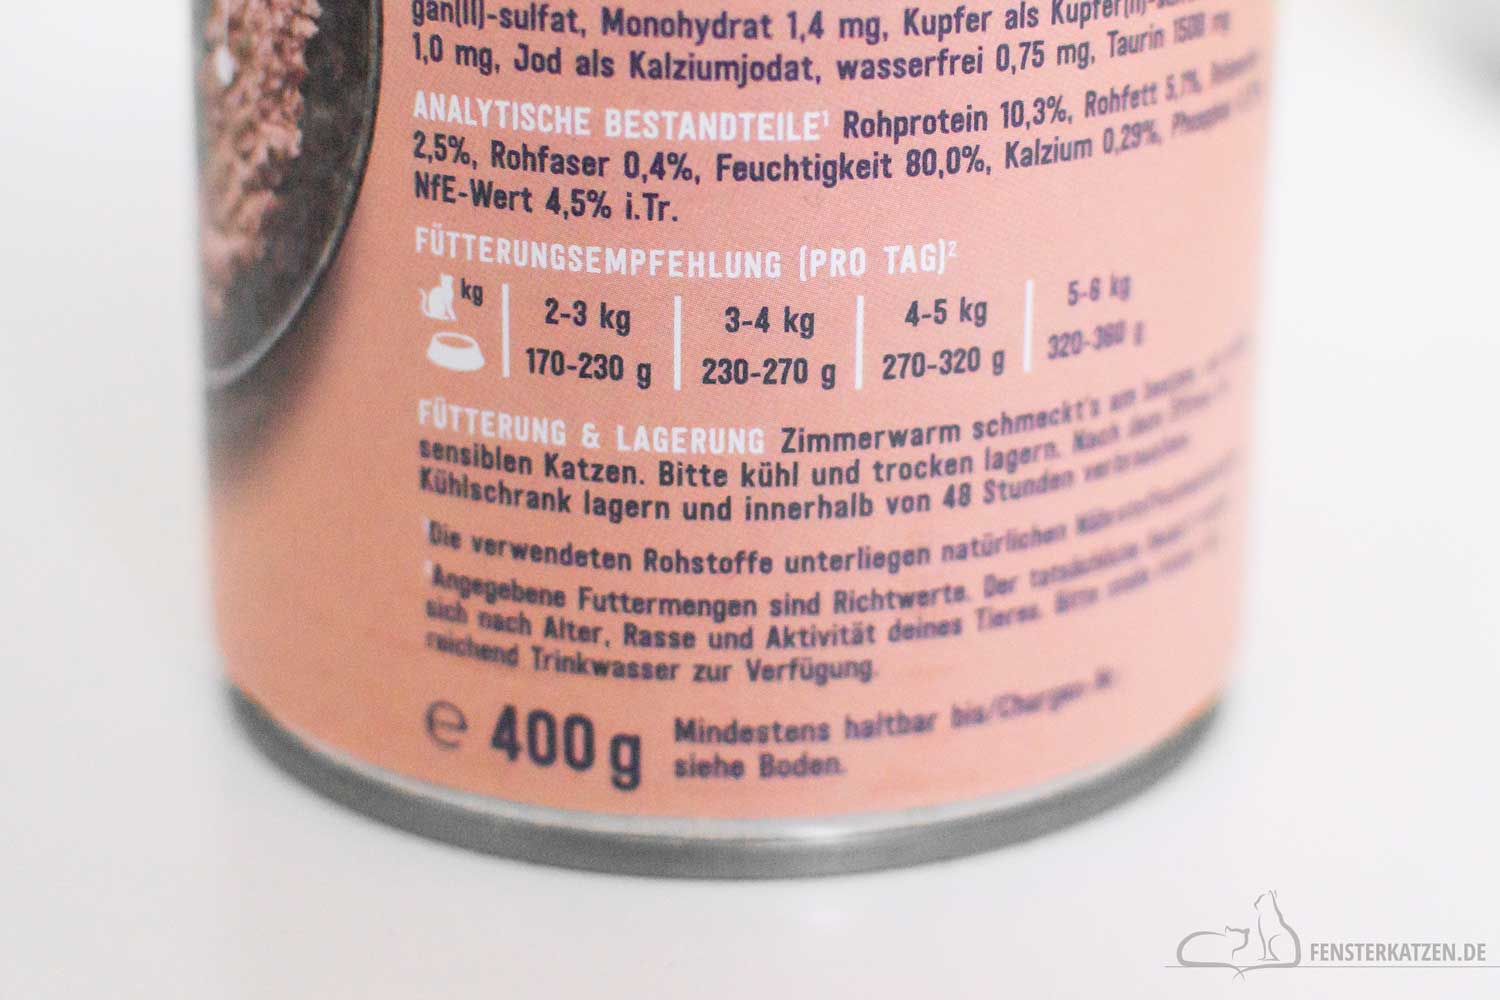 gan(II)-sulfat, Monohydrat 1,4 mg, Kupfer als
1,0 mg, Jod als Kalziumjodat, wasserfrei 0,75 mg, Taurin 1500 mg
ANALYTISCHE BESTANDTEILE¹ Rohprotein 10,3%, Rohfett 5,1%,
2,5%, Rohfaser 0,4%, Feuchtigkeit 80,0%, Kalzium 0,29%,
NfE-Wert 4,5% i.Tr.
FÜTTERUNGSEMPFEHLUNG (PRO TAG)²
kg 2-3 kg 3-4 kg 4-5 kg 5-6 kg
170-230 g 230-270 g 270-320 g 320-360 g
FÜTTERUNG & LAGERUNG Zimmerwarm schmeckt's am besten
sensiblen Katzen. Bitte kühl und trocken lagern. Nach dem
Kühlschrank lagern und innerhalb von 48 Stunden verbrauchen.
¹Die verwendeten Rohstoffe unterliegen natürlichen
²Angegebene Futtermengen sind Richtwerte. Der tatsächliche
sich nach Alter, Rasse und Aktivität deines Tieres. Bitte
reichend Trinkwasser zur Verfügung.
℮ 400 g Mindestens haltbar bis/Chargen-Nr.:
siehe Boden.
FENSTERKATZEN.DE